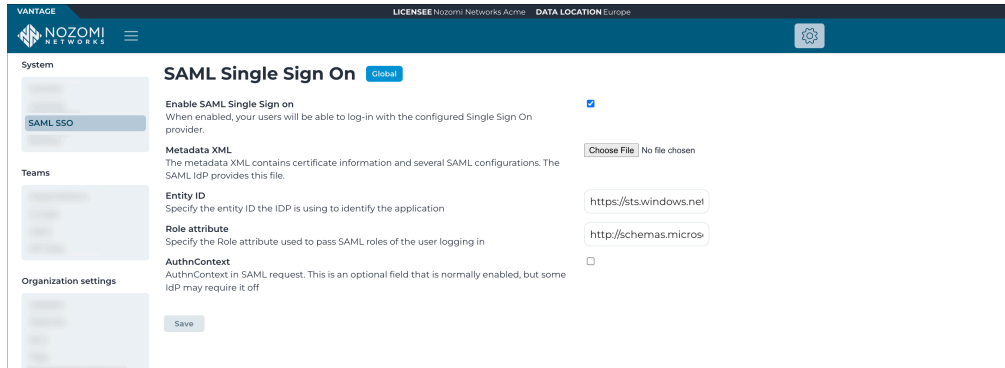 VANTAGE
LICENSEE Nozomi Networks Acme DATA LOCATION Europe
NOZOMI
NETWORKS
System
SAML SSO
Teams
Organization settings
SAML Single Sign On Global
Enable SAML Single Sign on
When enabled, your users will be able to log-in with the configured Single Sign On
provider.
Metadata XML
Choose File No file chosen
The metadata XML contains certificate information and several SAML configurations. The
SAML IdP provides this file.
Entity ID
Specify the entity ID the IDP is using to identify the application
https://sts.windows.net
Role attribute
Specify the Role attribute used to pass SAML roles of the user logging in
http://schemas.micros
AuthnContext
AuthnContext in SAML request. This is an optional field that is normally enabled, but some
IdP may require it off
Save